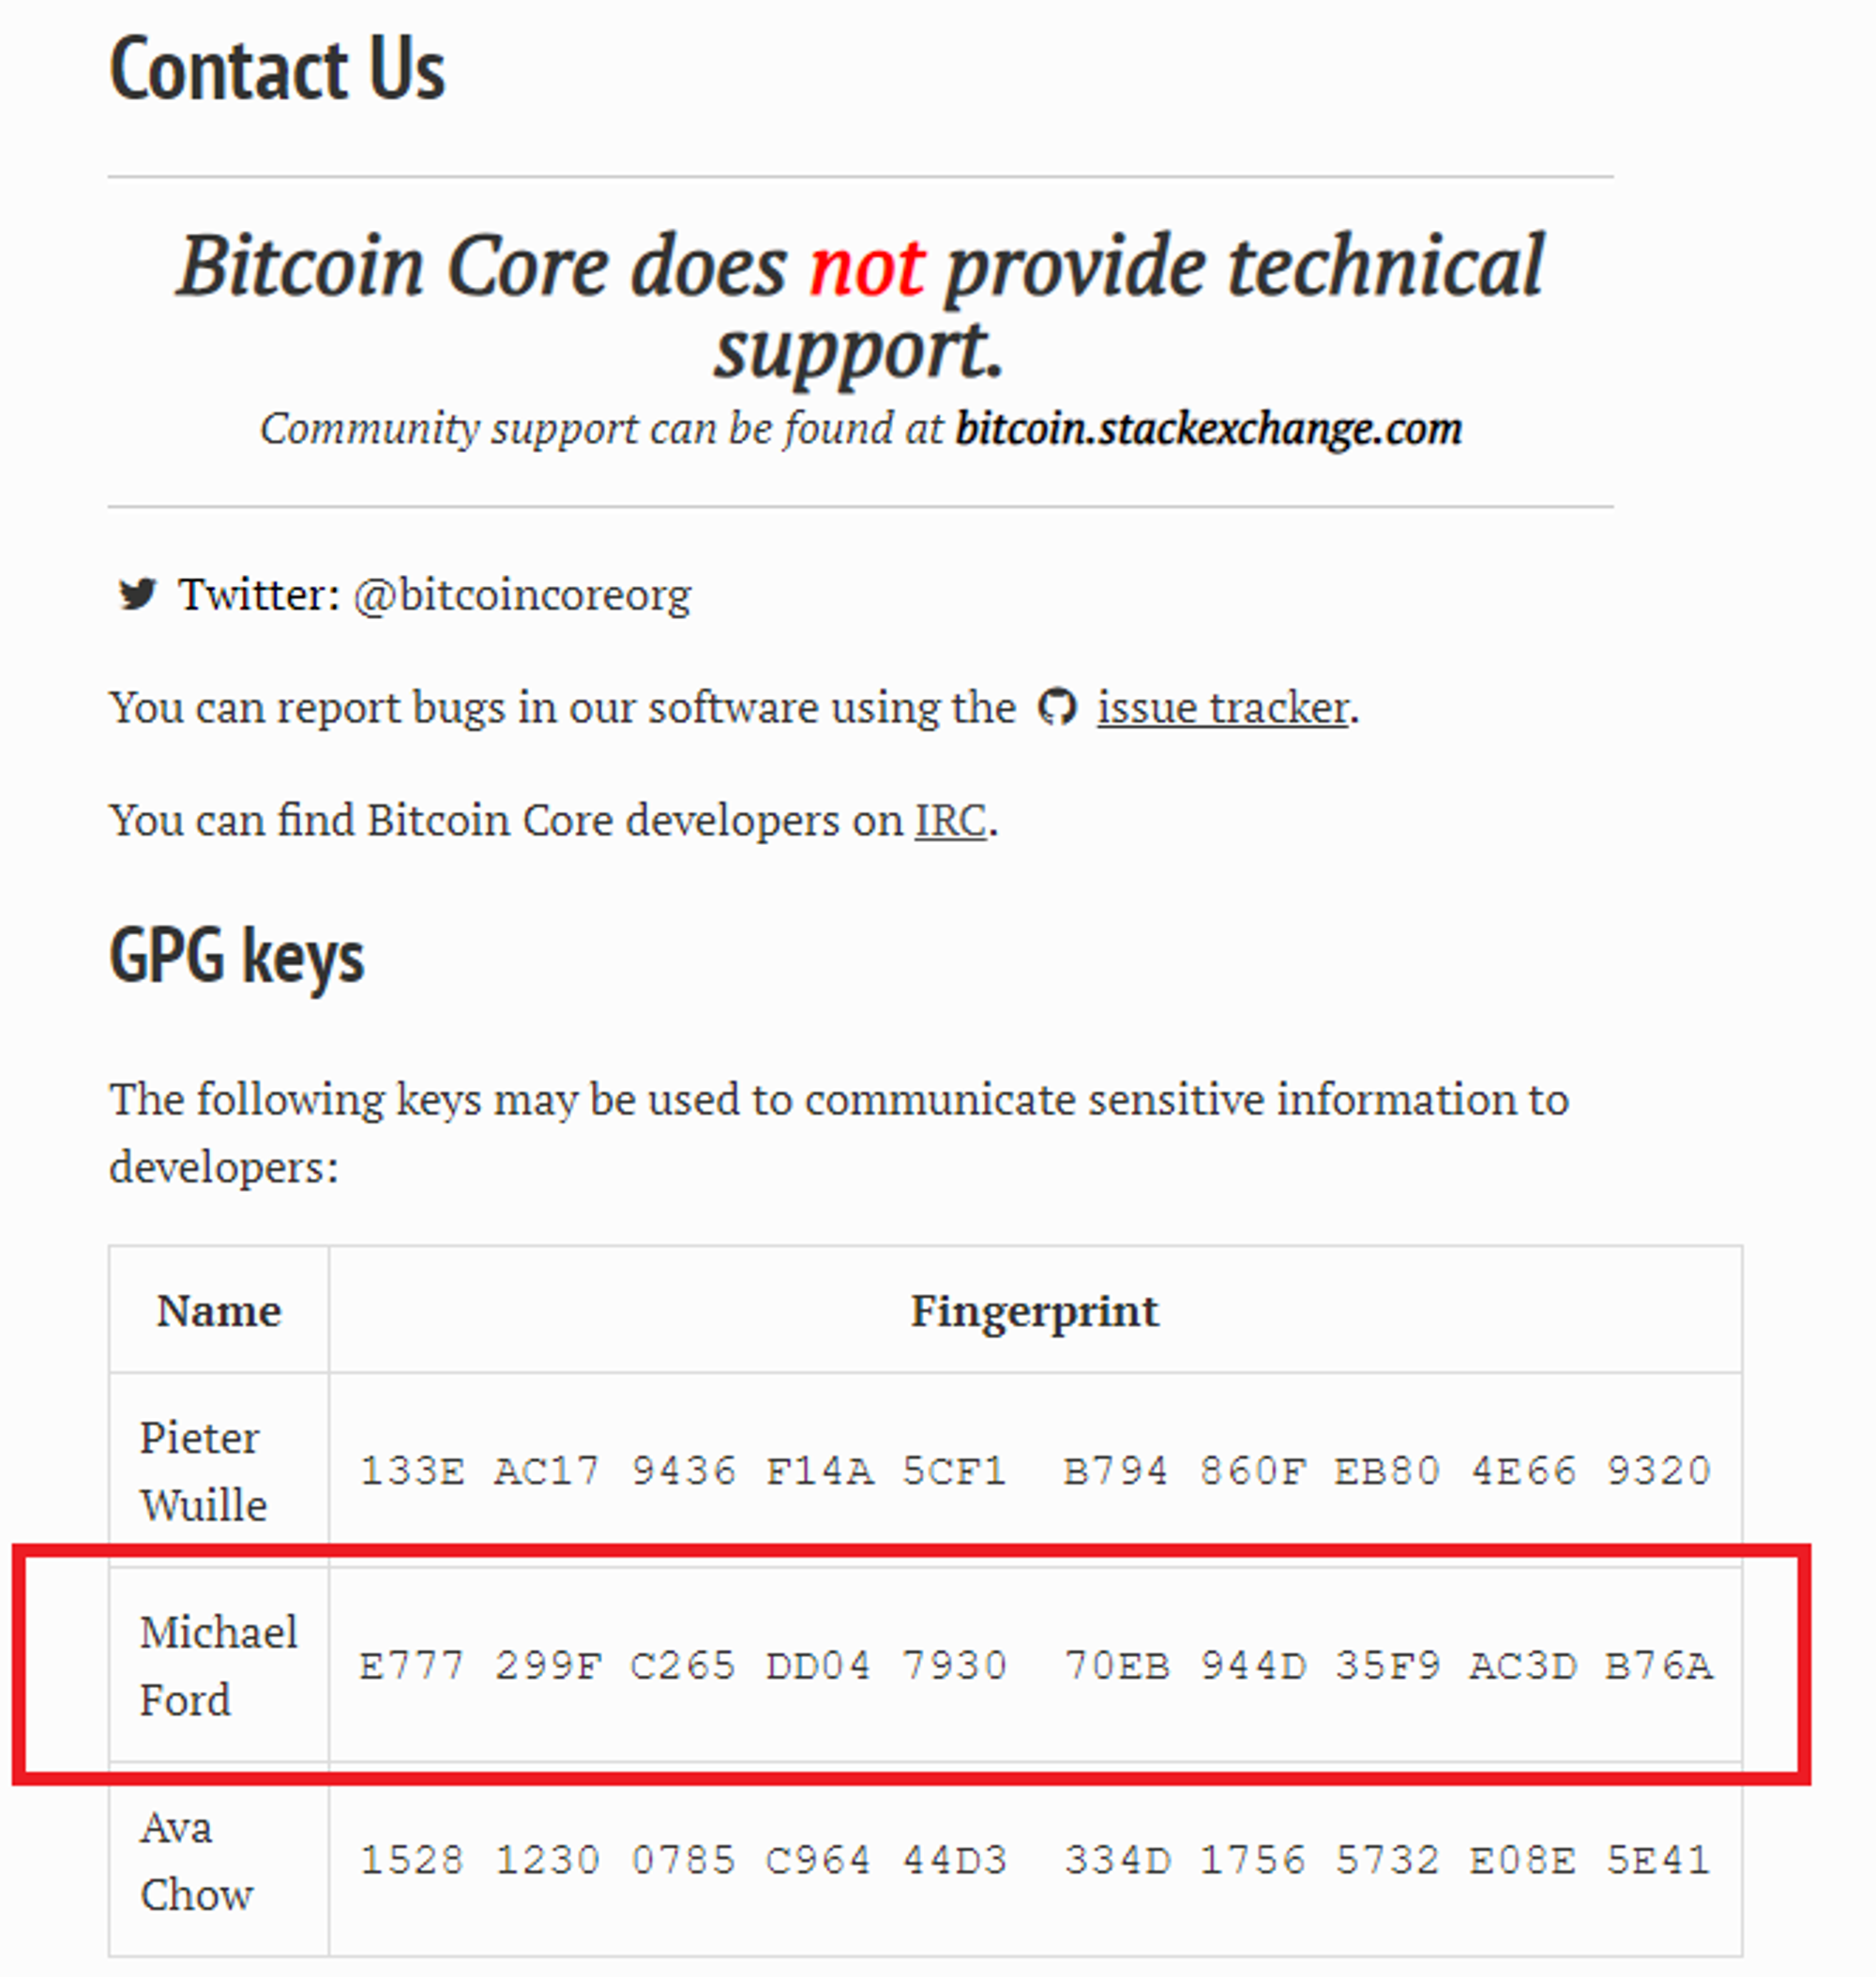 Contact Us
Bitcoin Core does not provide technical
support.
Community support can be found at bitcoin.stackexchange.com
Twitter: @bitcoincoreorg
You can report bugs in our software using the issue tracker.
You can find Bitcoin Core developers on IRC.
GPG keys
The following keys may be used to communicate sensitive information to
developers:
Name Fingerprint
Pieter
Wuille
133E AC17 9436 F14A 5CF1  B794 860F EB80 4E66 9320
Michael
Ford
E777 299F C265 DD04 7930  70EB 944D 35F9 AC3D B76A
Ava
Chow
1528 1230 0785 C964 44D3  334D 1756 5732 E08E 5E41